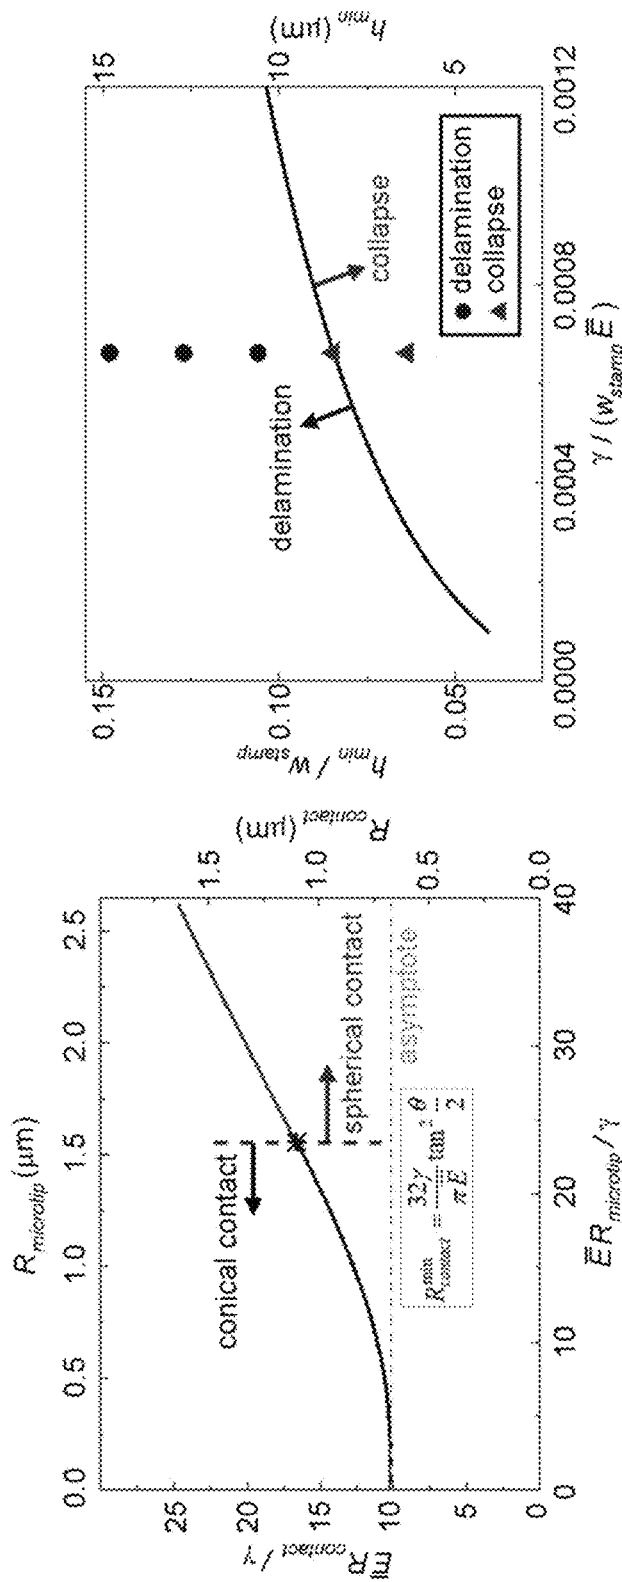 R_microtip (μm)
0.0 0.5 1.0 1.5 2.0 2.5
25
20
15
10
5
0
E̅R_contact / γ
conical contact
spherical contact
asymptote
R_contact^min = 32γ / πE̅ tan² θ / 2
1.5
1.0
0.5
0.0
R_contact (μm)
0 10 20 30 40
E̅R_microtip / γ
0.15
0.10
0.05
h_min / w_stamp
delamination
collapse
delamination
collapse
15
10
5
h_min (μm)
0.0000 0.0004 0.0008 0.0012
γ / (w_stamp E̅)